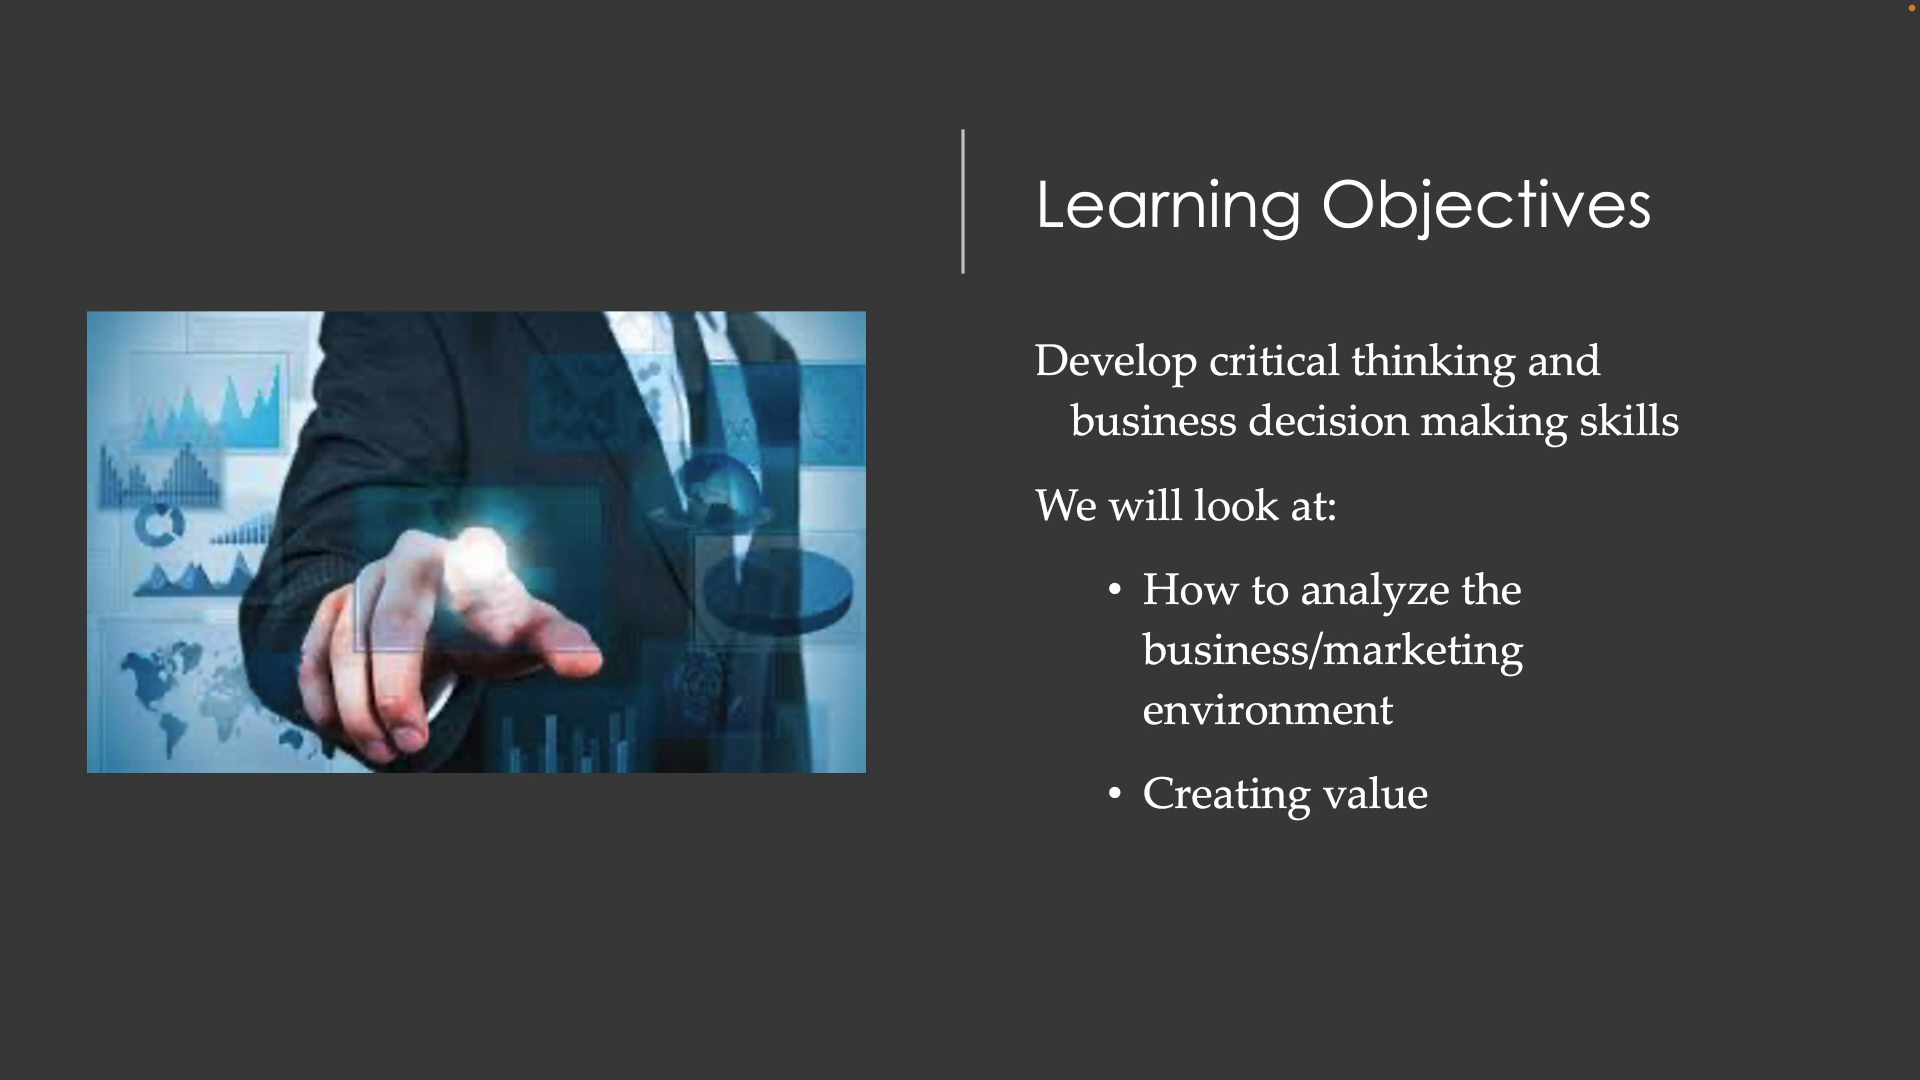 Learning Objectives
Develop critical thinking and
business decision making skills
We will look at:
• How to analyze the
business/marketing
environment
• Creating value